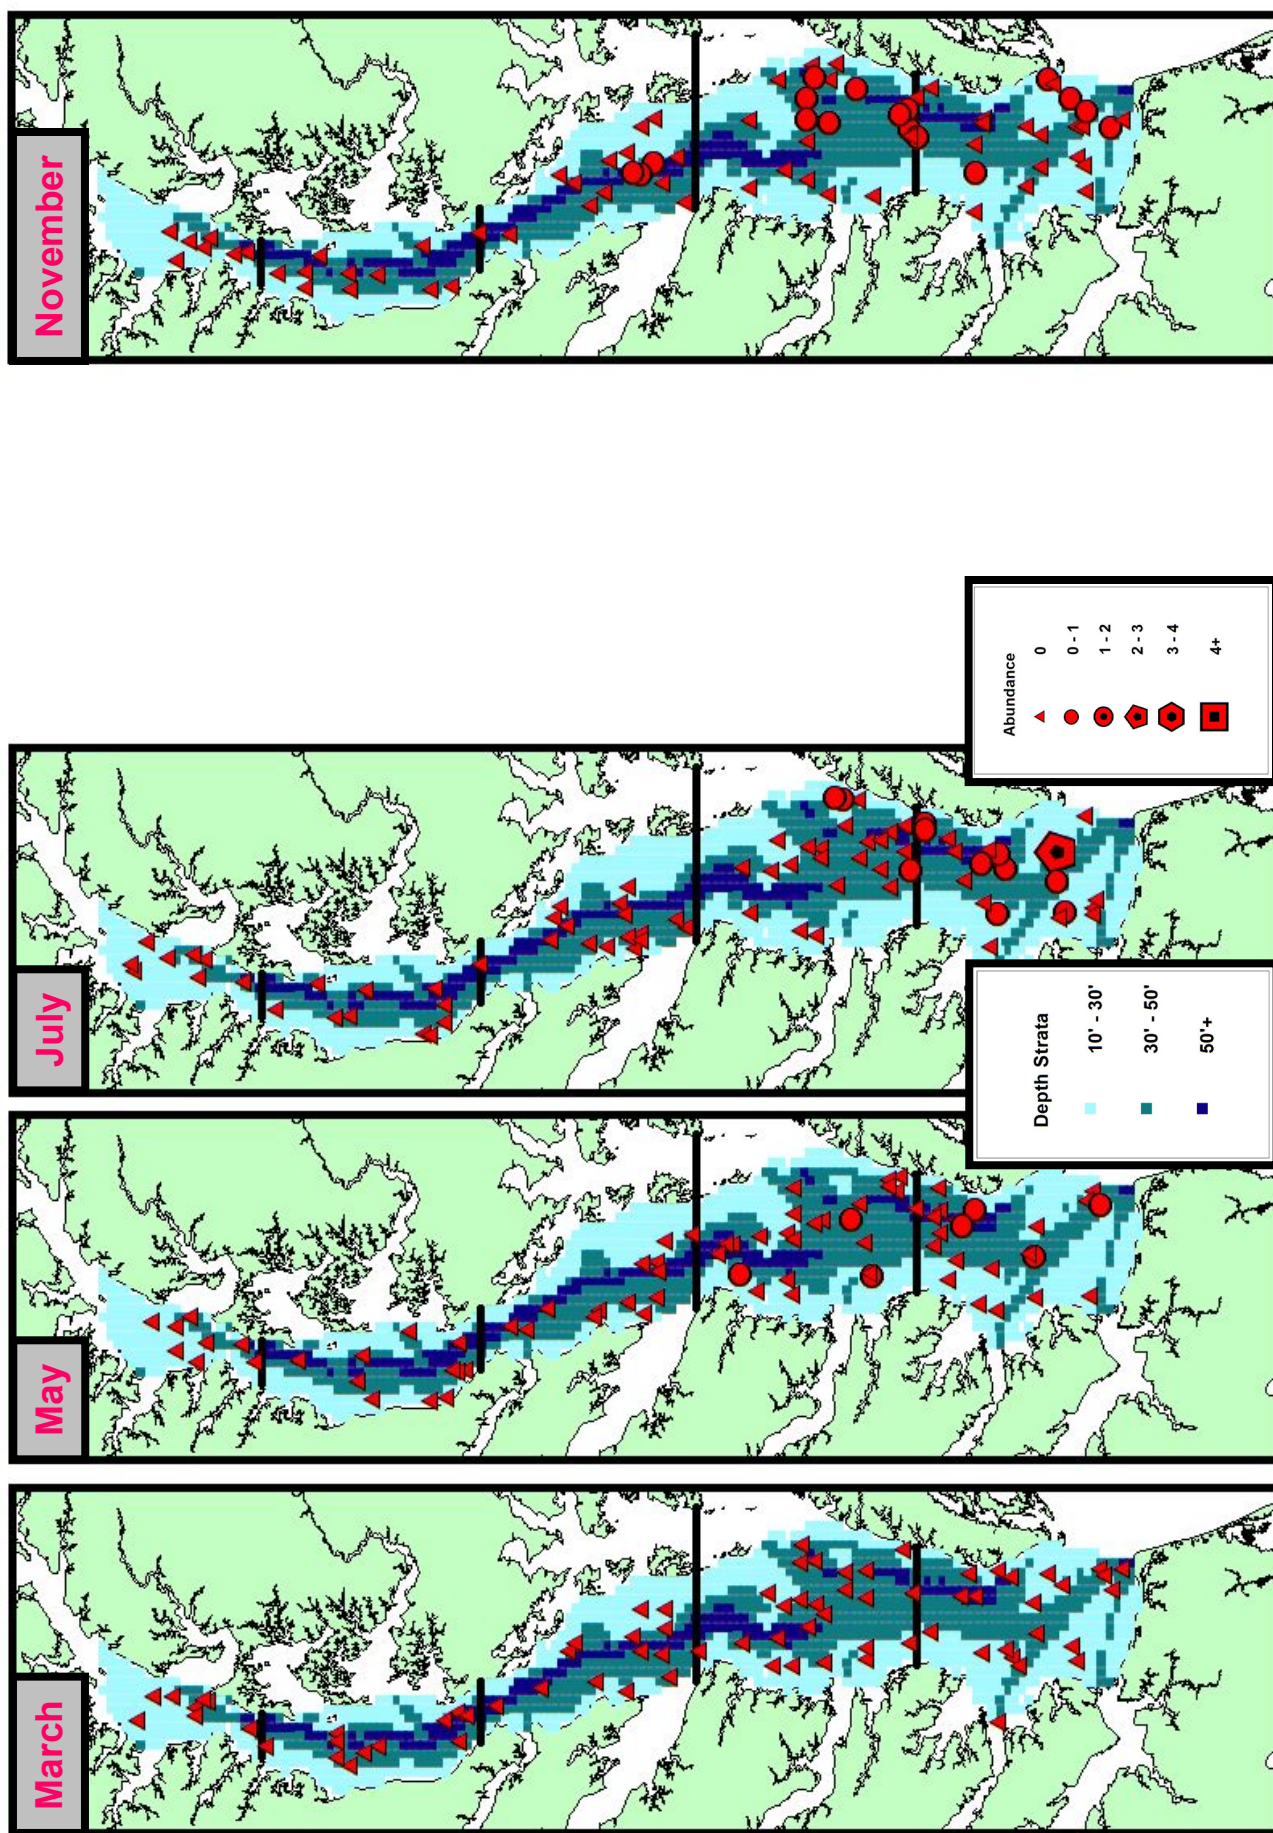 March
May
July
November
Depth Strata
10' - 30'
30' - 50'
50'+
Abundance
0
0 - 1
1 - 2
2 - 3
3 - 4
4+